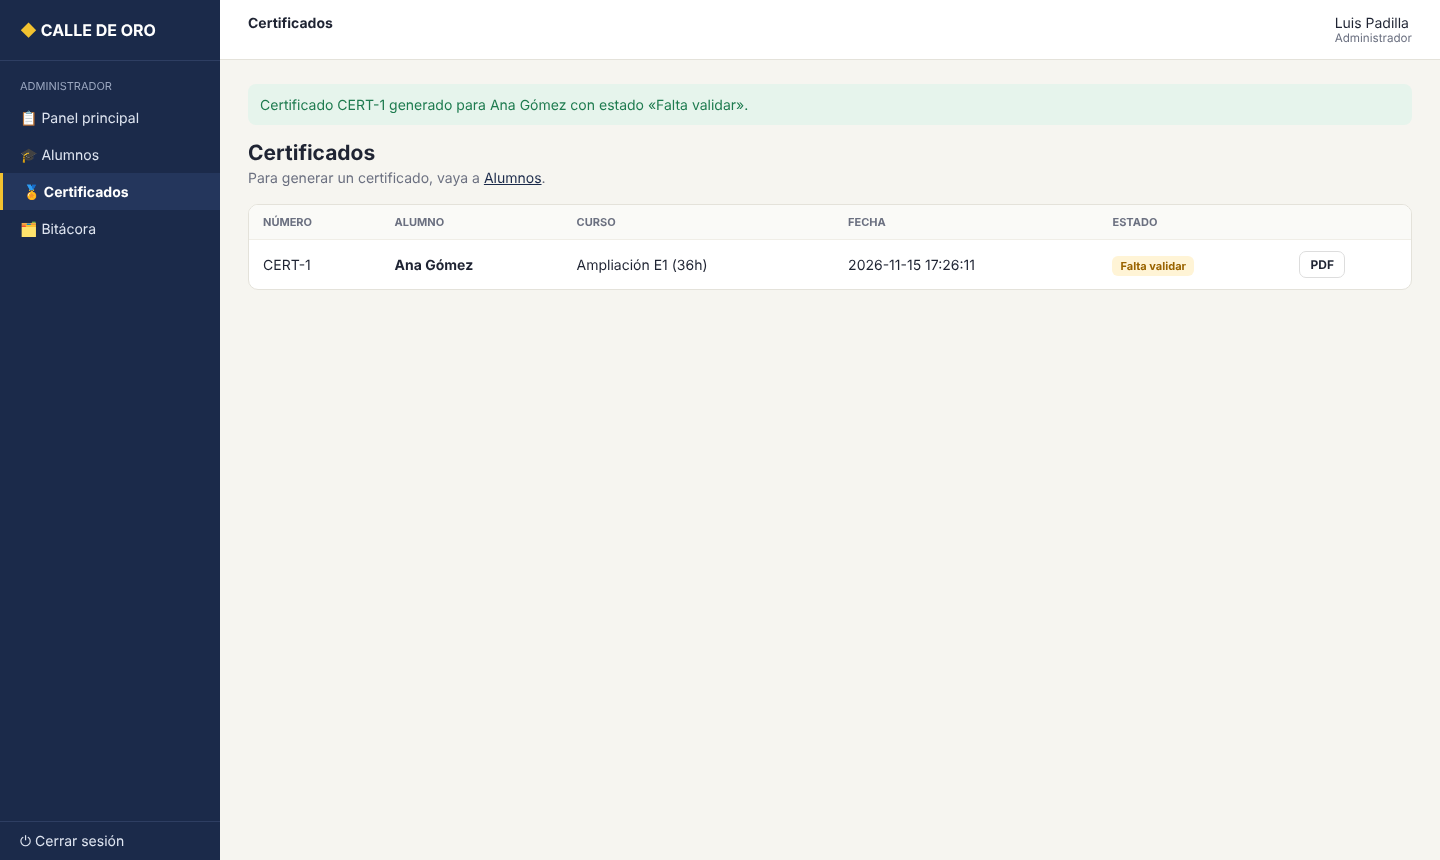 CALLE DE ORO
ADMINISTRADOR
Panel principal
Alumnos
Certificados
Bitácora
Cerrar sesión
Certificados
Luis Padilla
Administrador
Certificado CERT-1 generado para Ana Gómez con estado «Falta validar».
Certificados
Para generar un certificado, vaya a Alumnos.
NÚMERO ALUMNO CURSO FECHA ESTADO
CERT-1 Ana Gómez Ampliación E1 (36h) 2026-11-15 17:26:11 Falta validar PDF